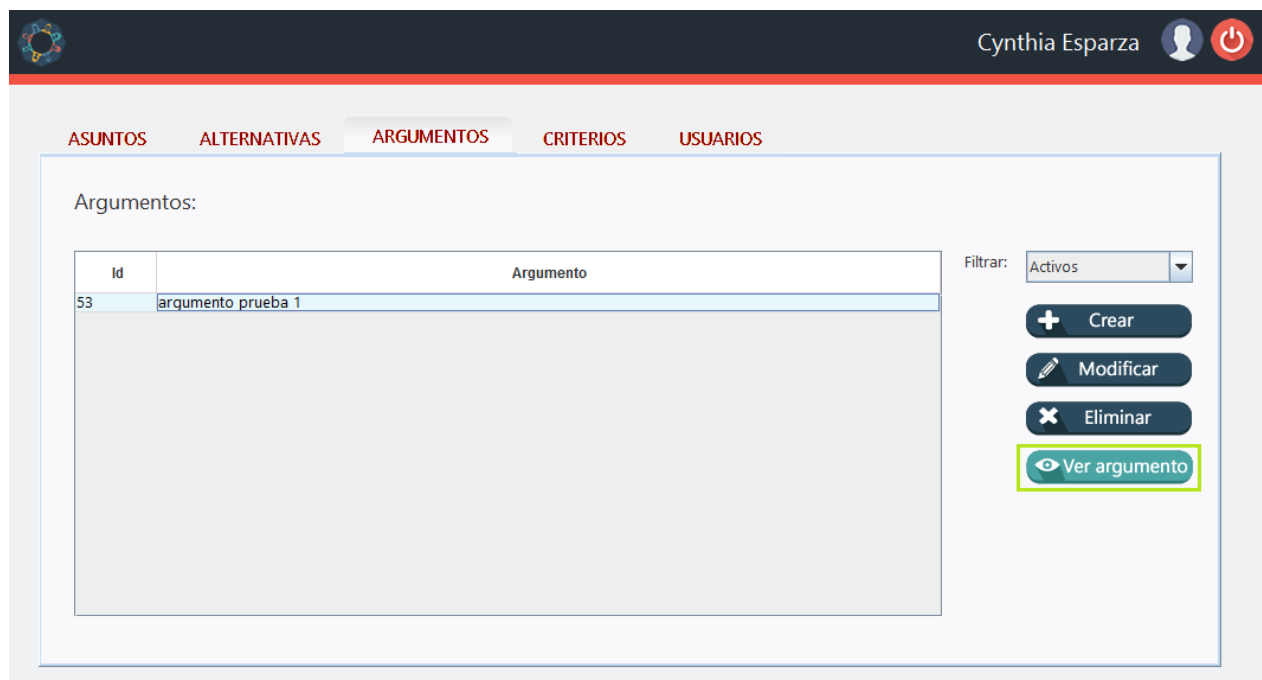 Cynthia Esparza
ASUNTOS ALTERNATIVAS ARGUMENTOS CRITERIOS USUARIOS
Argumentos:
Id Argumento
53 argumento prueba 1
Filtrar: Activos
Crear
Modificar
Eliminar
Ver argumento